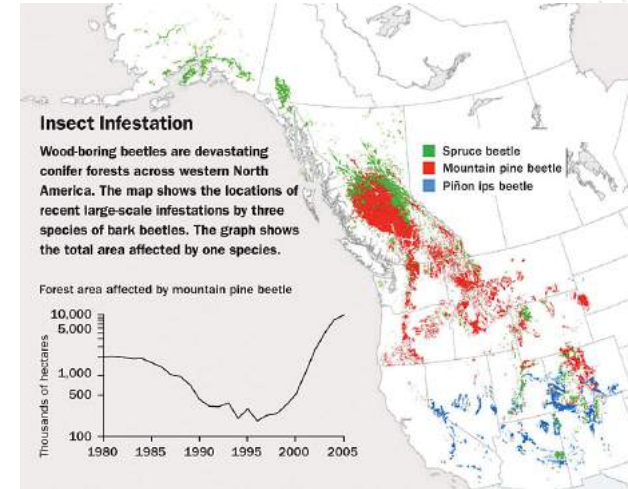 Insect Infestation
Wood-boring beetles are devastating
conifer forests across western North
America. The map shows the locations of
recent large-scale infestations by three
species of bark beetles. The graph shows
the total area affected by one species.
Spruce beetle
Mountain pine beetle
Piñon ips beetle
Forest area affected by mountain pine beetle
Thousands of hectares
10,000
5,000
1,000
500
100
1980 1985 1990 1995 2000 2005